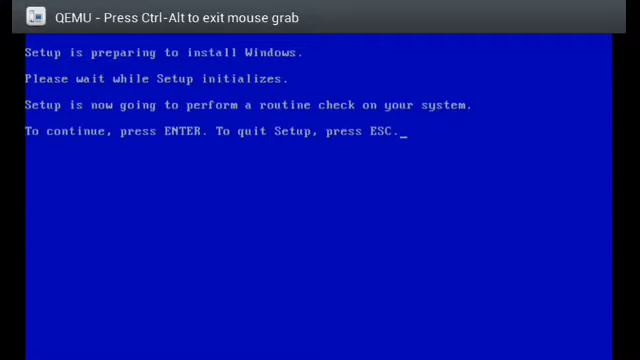 QEMU - Press Ctrl-Alt to exit mouse grab
Setup is preparing to install Windows.
Please wait while Setup initializes.
Setup is now going to perform a routine check on your system.
To continue, press ENTER. To quit Setup, press ESC._